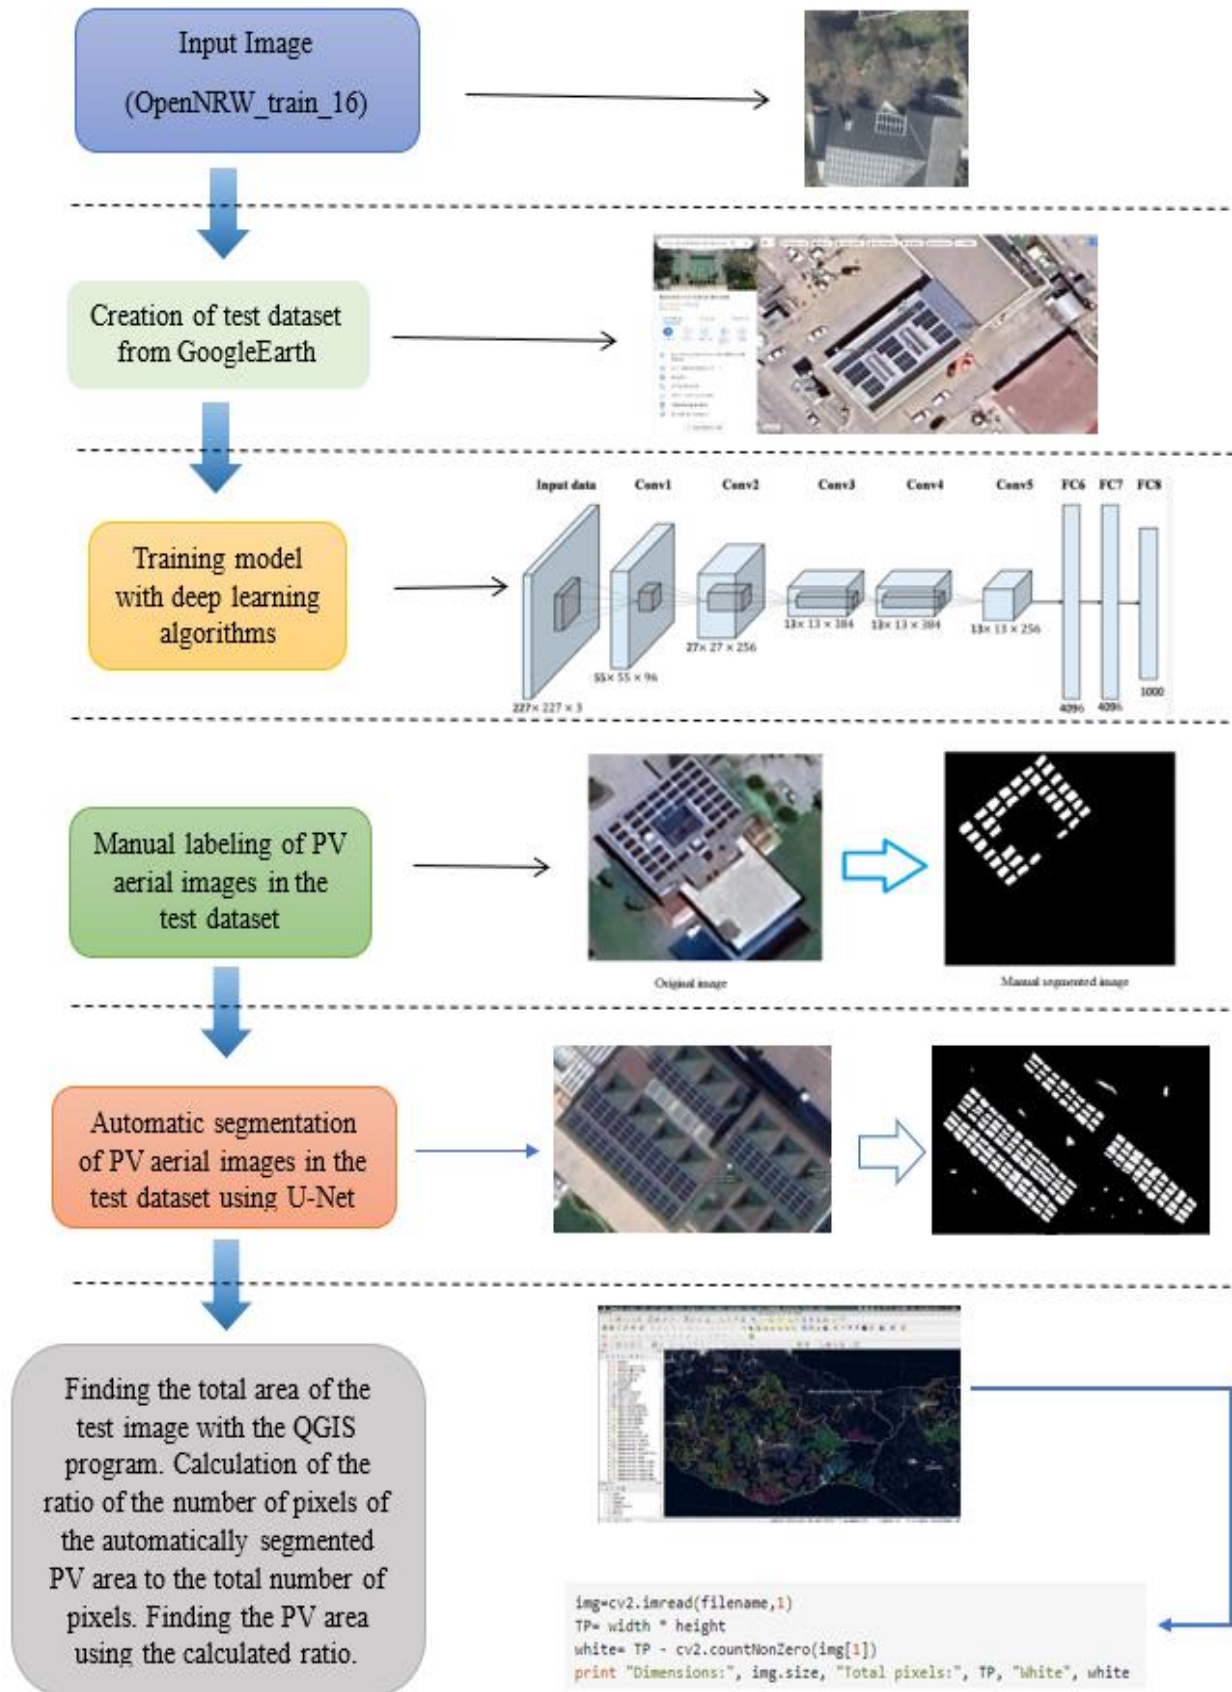 Input Image
(OpenNRW_train_16)
Creation of test dataset
from GoogleEarth
Training model
with deep learning
algorithms
Input data Conv1 Conv2 Conv3 Conv4 Conv5 FC6 FC7 FC8
227× 227 × 3
55× 55 × 96
27× 27 × 256
13× 13 × 384
13× 13 × 384
13× 13 × 256
4096
4096
1000
Manual labeling of PV
aerial images in the
test dataset
Original image
Manual segmented image
Automatic segmentation
of PV aerial images in the
test dataset using U-Net
Finding the total area of the
test image with the QGIS
program. Calculation of the
ratio of the number of pixels of
the automatically segmented
PV area to the total number of
pixels. Finding the PV area
using the calculated ratio.
img=cv2.imread(filename,1)
TP= width * height
white= TP - cv2.countNonZero(img[1])
print "Dimensions:", img.size, "Total pixels:", TP, "White", white